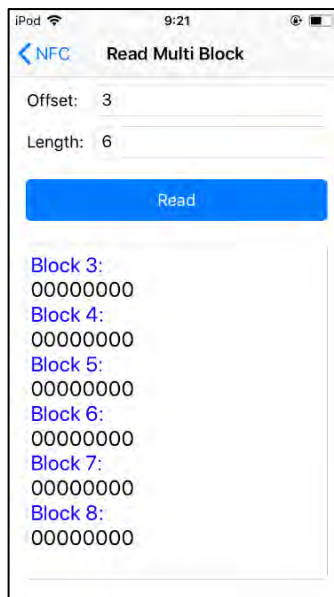 iPod 9:21
NFC Read Multi Block
Offset: 3
Length: 6
Read
Block 3:
00000000
Block 4:
00000000
Block 5:
00000000
Block 6:
00000000
Block 7:
00000000
Block 8:
00000000